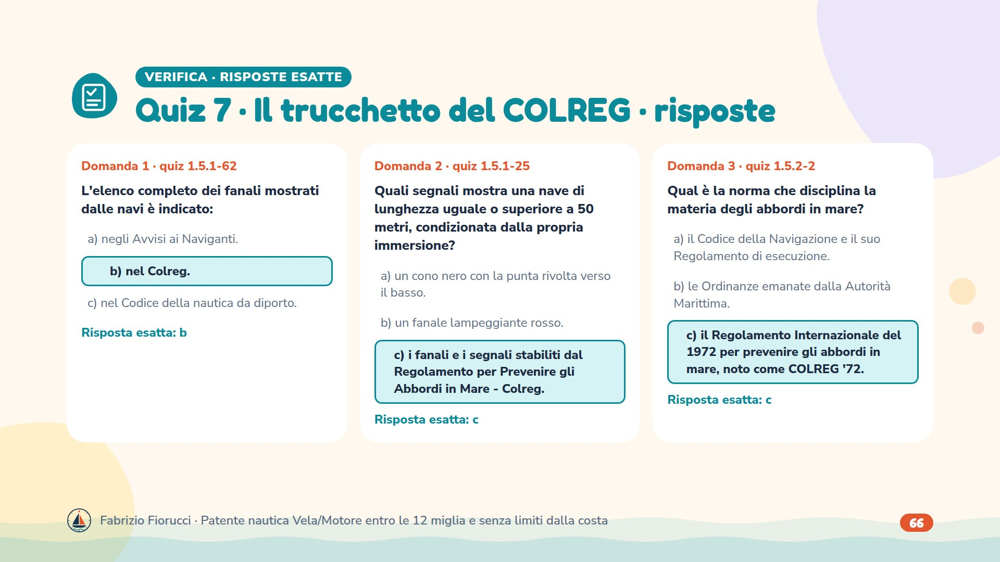 VERIFICA · RISPOSTE ESATTE
Quiz 7 · Il trucchetto del COLREG · risposte
Domanda 1 · quiz 1.5.1-62
L'elenco completo dei fanali mostrati
dalle navi è indicato:
a) negli Avvisi ai Naviganti.
b) nel Colreg.
c) nel Codice della nautica da diporto.
Risposta esatta: b
Domanda 2 · quiz 1.5.1-25
Quali segnali mostra una nave di
lunghezza uguale o superiore a 50
metri, condizionata dalla propria
immersione?
a) un cono nero con la punta rivolta verso
il basso.
b) un fanale lampeggiante rosso.
c) i fanali e i segnali stabiliti dal
Regolamento per Prevenire gli
Abbordi in Mare - Colreg.
Risposta esatta: c
Domanda 3 · quiz 1.5.2-2
Qual è la norma che disciplina la
materia degli abbordi in mare?
a) il Codice della Navigazione e il suo
Regolamento di esecuzione.
b) le Ordinanze emanate dalla Autorità
Marittima.
c) il Regolamento Internazionale del
1972 per prevenire gli abbordi in
mare, noto come COLREG '72.
Risposta esatta: c
Fabrizio Fiorucci · Patente nautica Vela/Motore entro le 12 miglia e senza limiti dalla costa
66